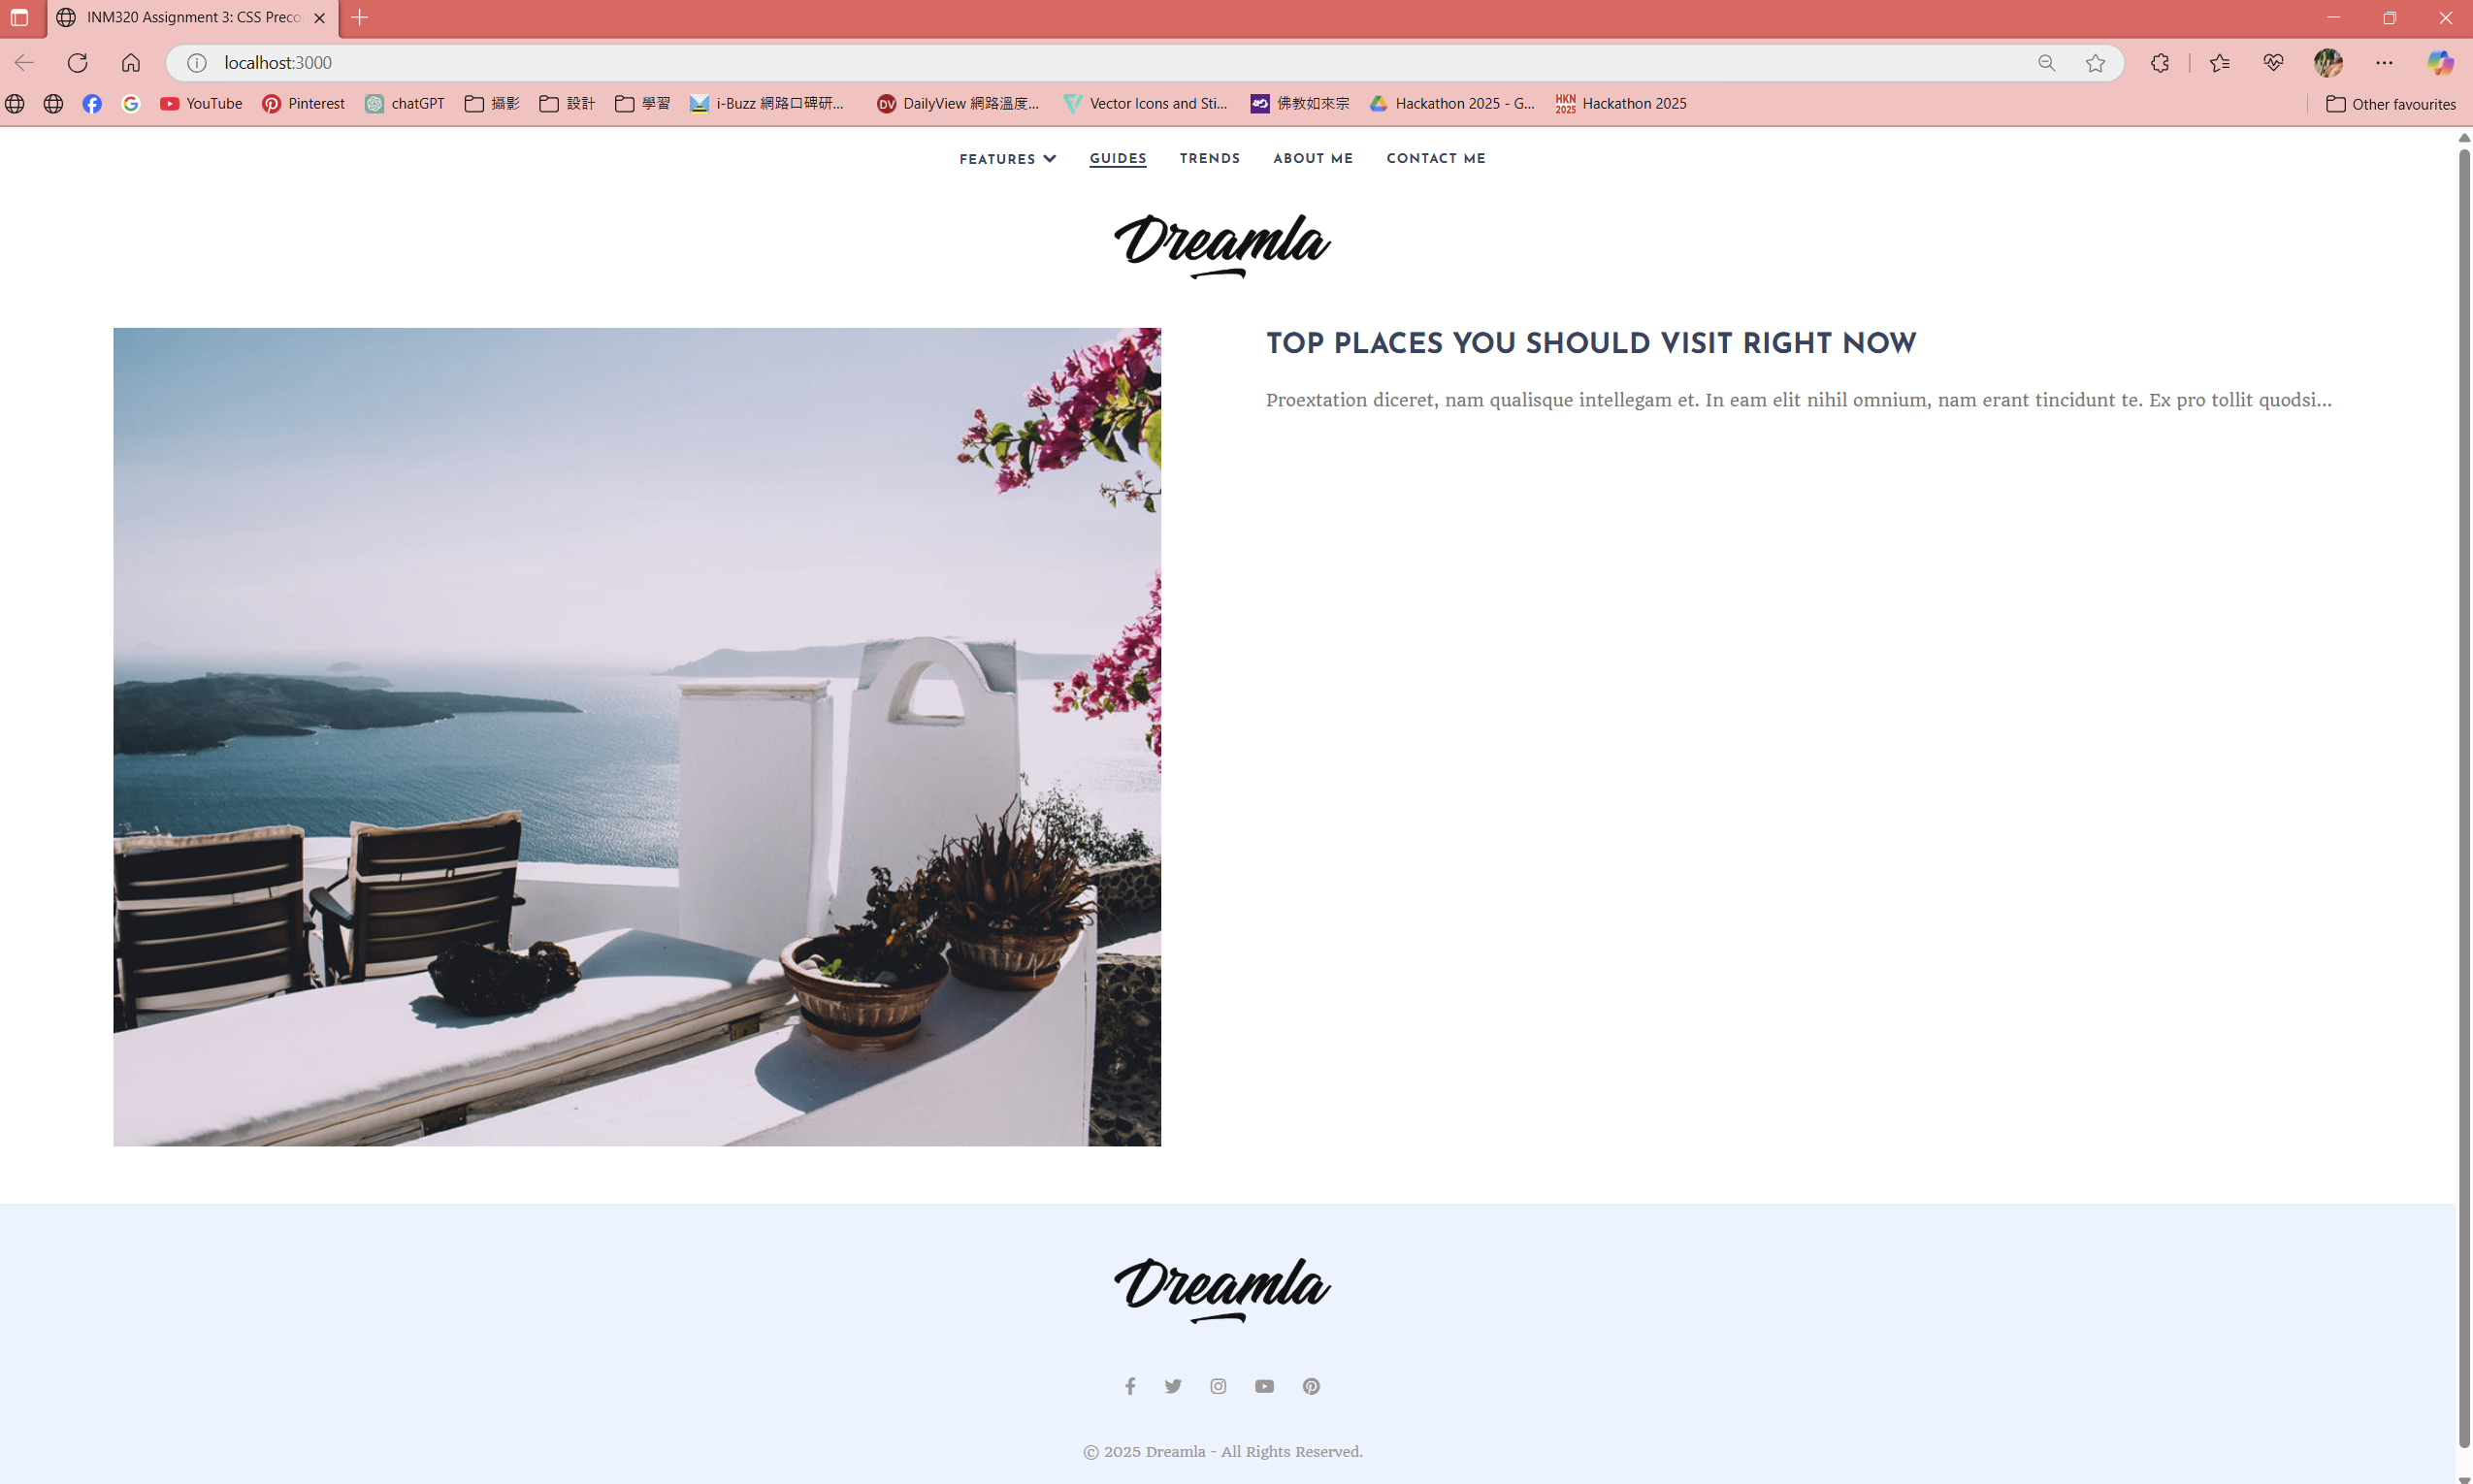 INM320 Assignment 3: CSS Preco
localhost:3000
YouTube Pinterest chatGPT 攝影 設計 學習 i-Buzz 網路口碑研... DailyView 網路溫度... Vector Icons and Sti... 佛教如來宗 Hackathon 2025 - G... HKN 2025 Hackathon 2025 Other favourites
FEATURES GUIDES TRENDS ABOUT ME CONTACT ME
Dreamla
TOP PLACES YOU SHOULD VISIT RIGHT NOW
Proextation diceret, nam qualisque intellegam et. In eam elit nihil omnium, nam erant tincidunt te. Ex pro tollit quodsi...
Dreamla
© 2025 Dreamla - All Rights Reserved.